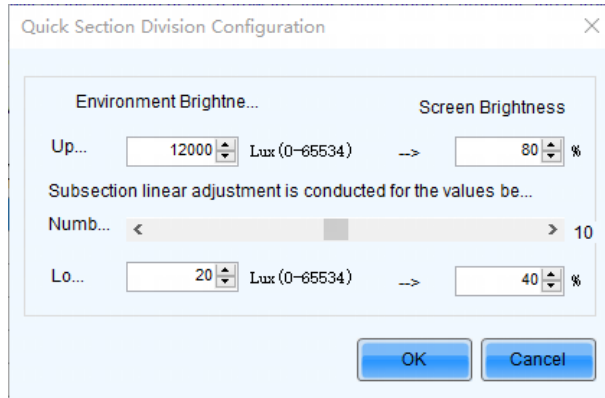 Quick Section Division Configuration
Environment Brightne... Screen Brightness
Up... 12000 Lux(0-65534) --> 80 %
Subsection linear adjustment is conducted for the values be...
Numb... < > 10
Lo... 20 Lux(0-65534) --> 40 %
OK Cancel